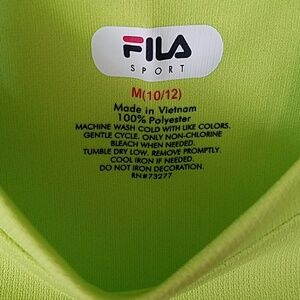 FILA
SPORT
M(10/12)
Made in Vietnam
100% Polyester
MACHINE WASH COLD WITH LIKE COLORS.
GENTLE CYCLE. ONLY NON-CHLORINE
BLEACH WHEN NEEDED.
TUMBLE DRY LOW. REMOVE PROMPTLY.
COOL IRON IF NEEDED.
DO NOT IRON DECORATION.
RN#73277